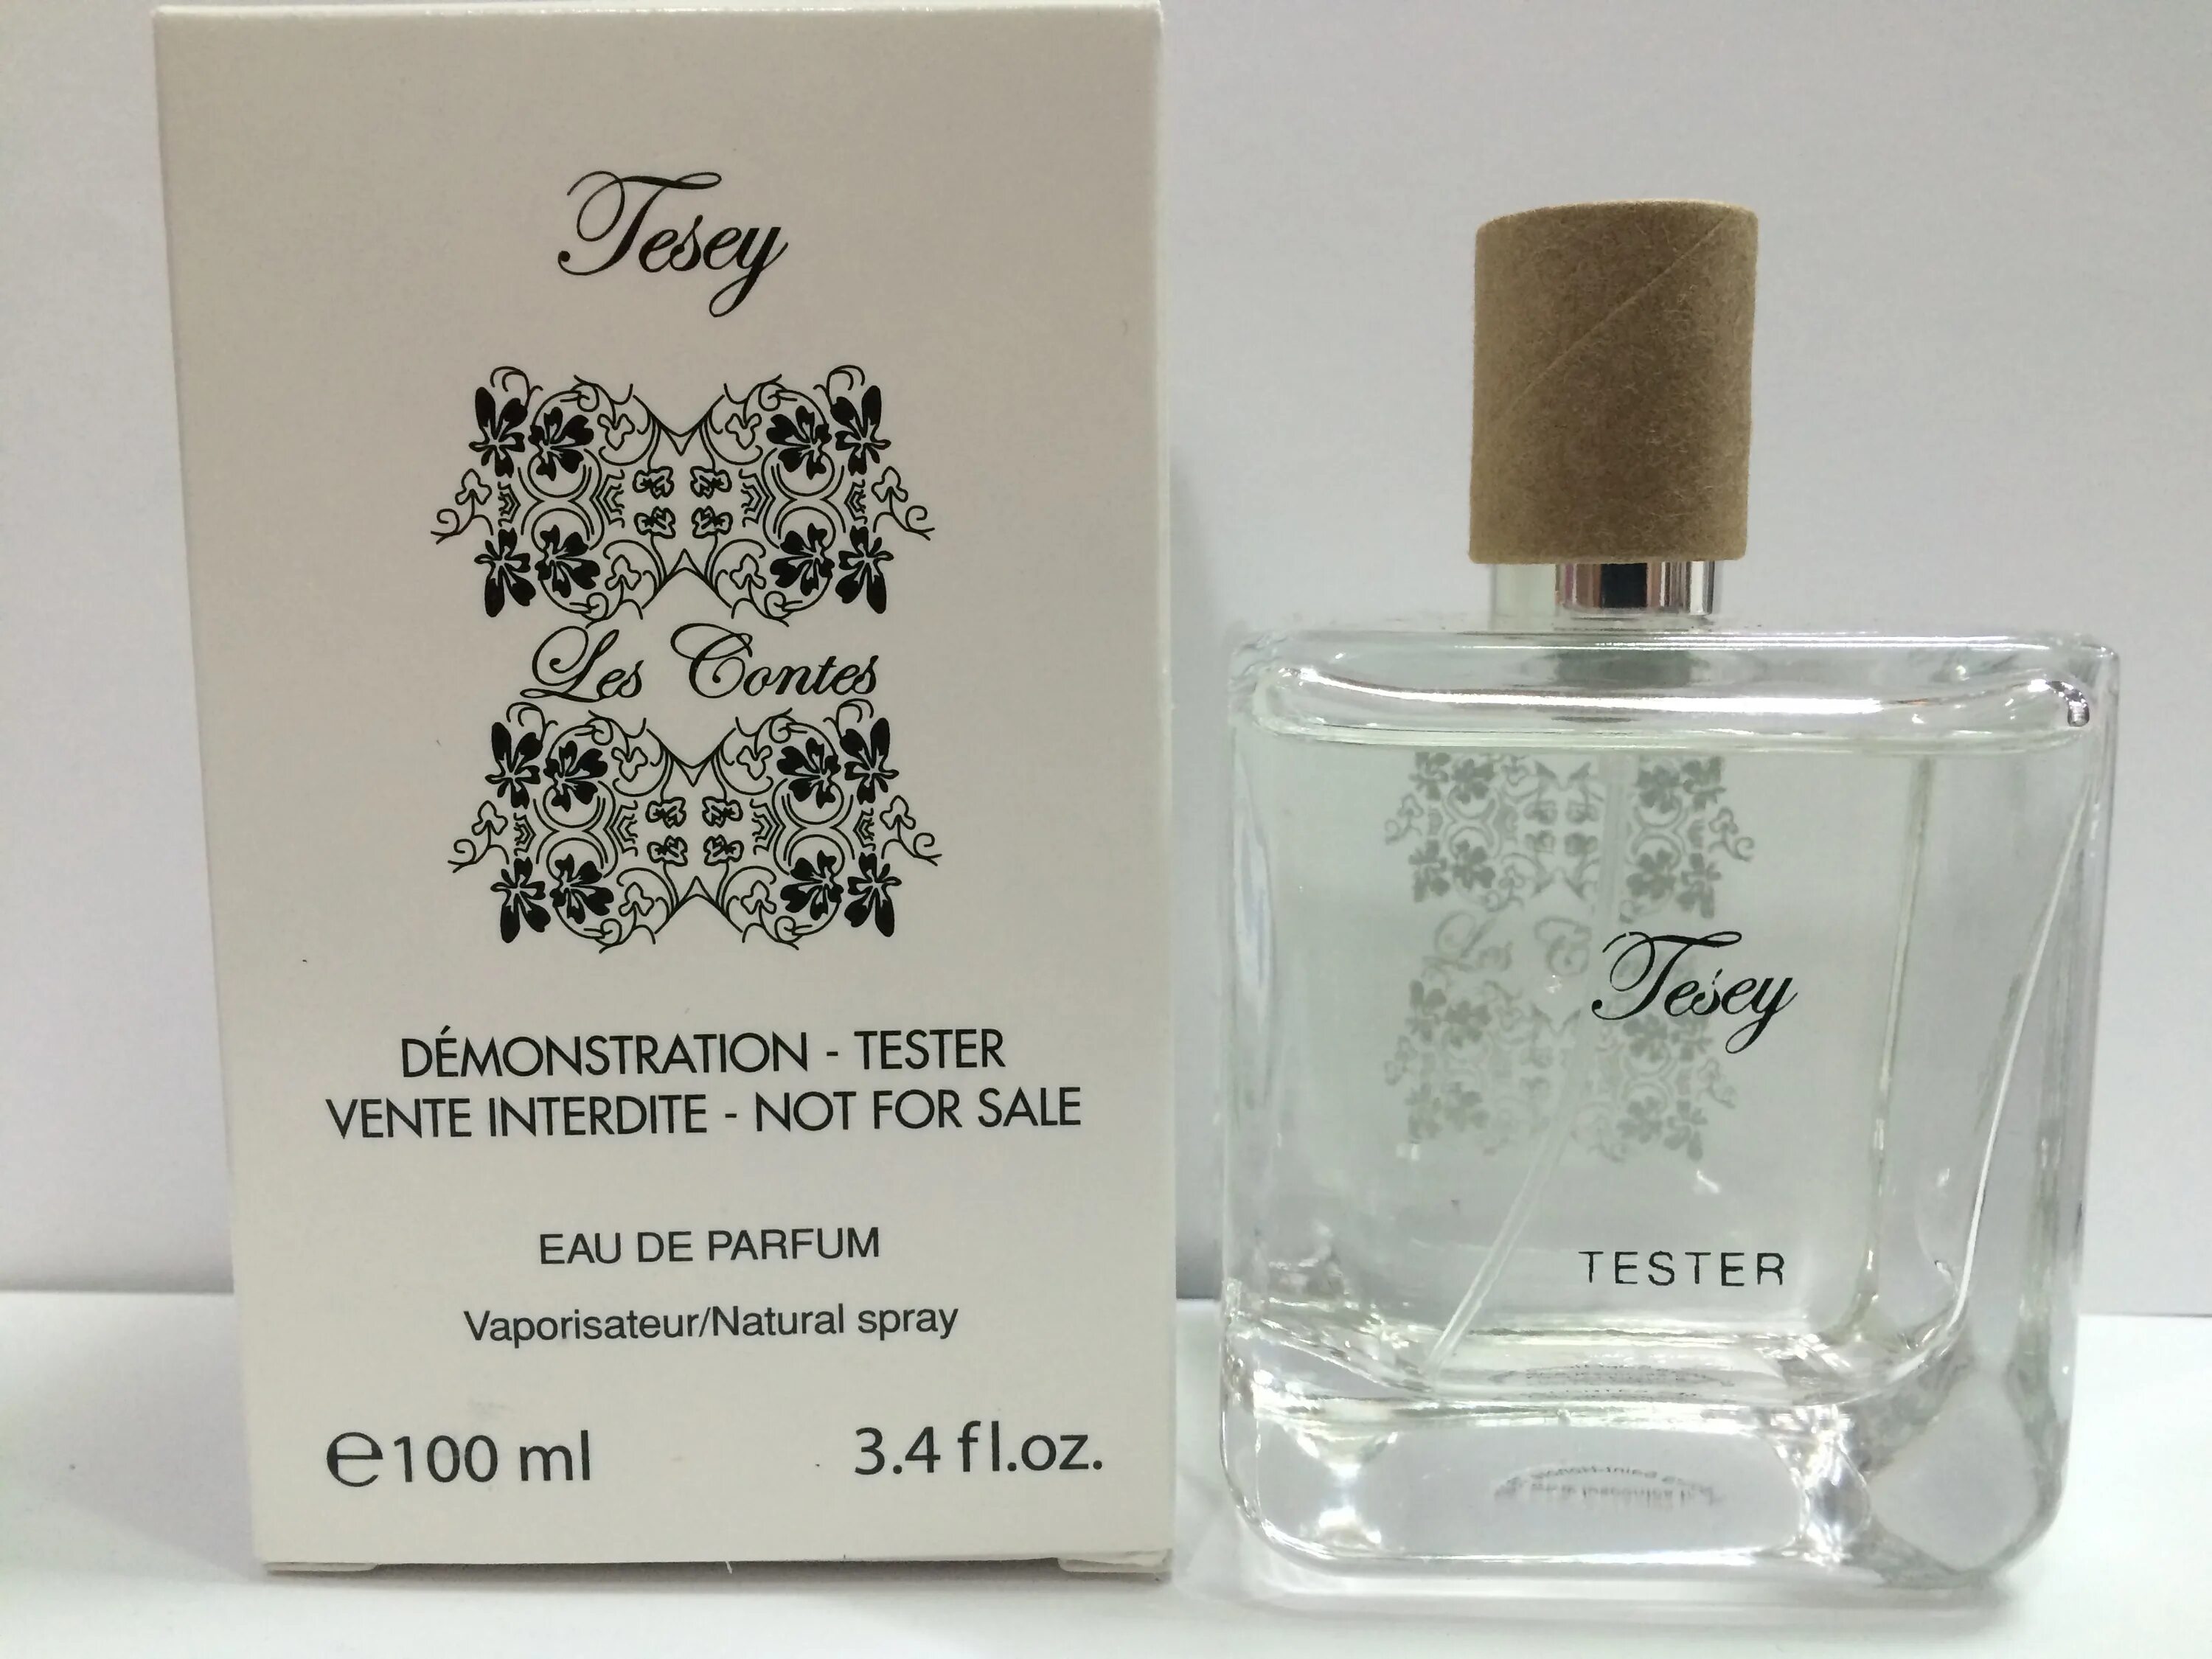 Tesey
Les Contes
DÉMONSTRATION - TESTER
VENTE INTERDITE - NOT FOR SALE
EAU DE PARFUM
Vaporisateur/Natural spray
℮100 ml
3.4 fl.oz.
Les
Tesey
TESTER